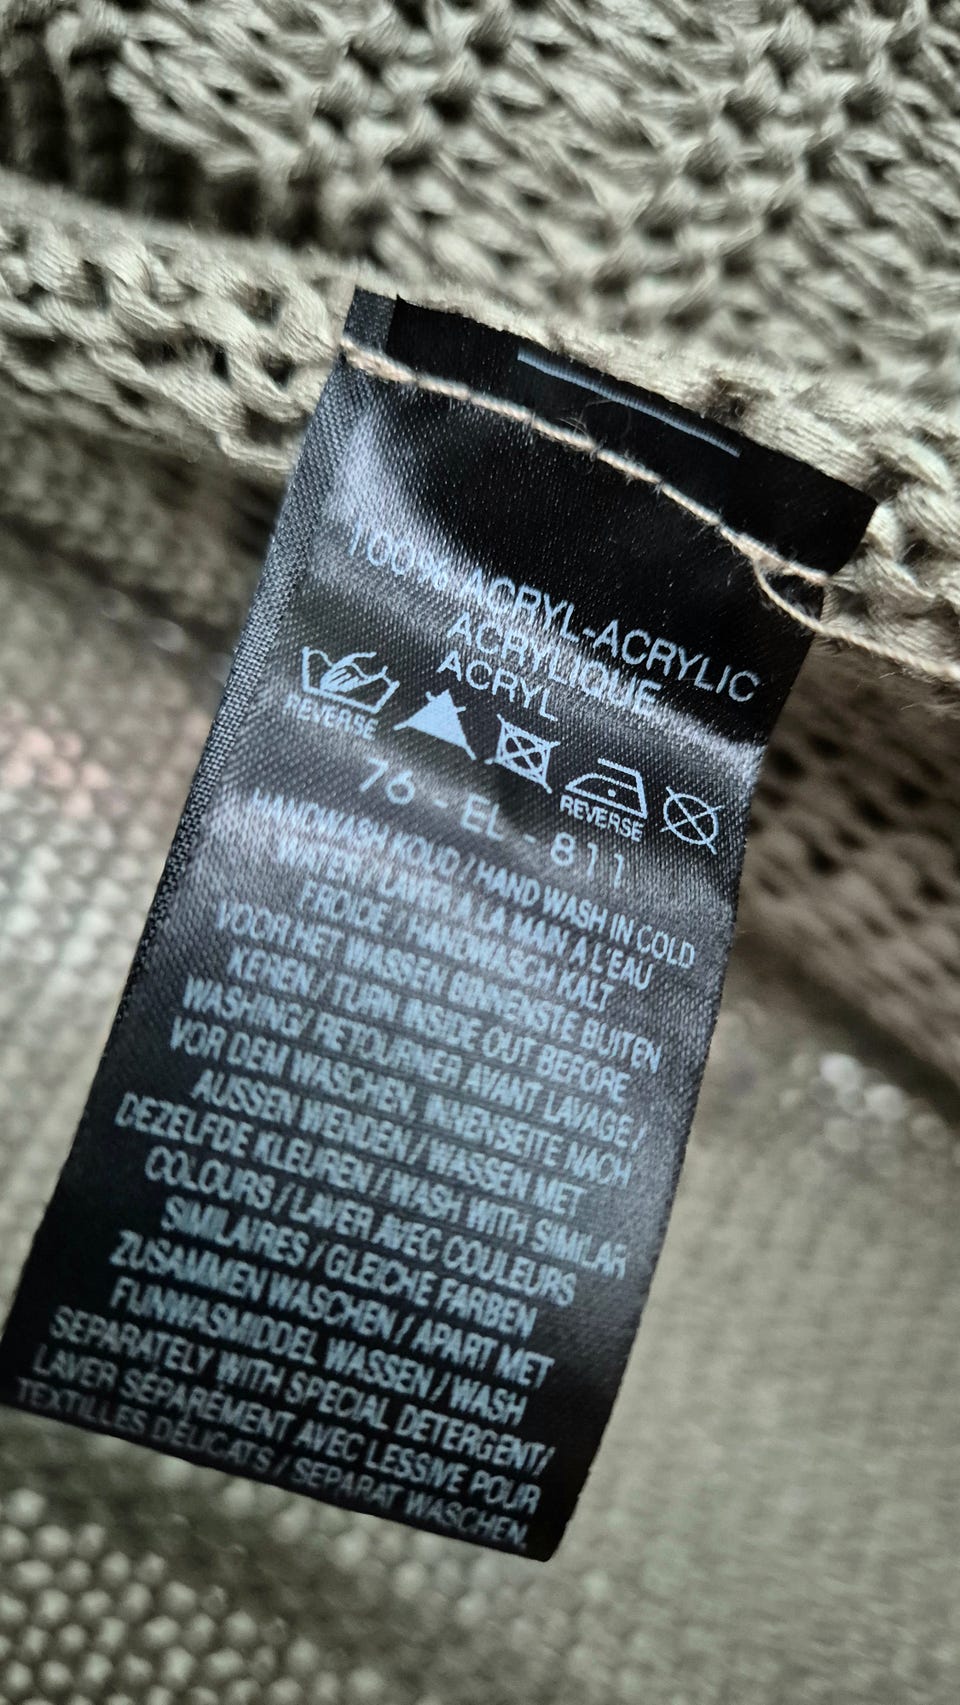 100% ACRYL-ACRYLIC
ACRYLIQUE
ACRYL
REVERSE
REVERSE
76 - EL - 811
HANDWASH KOUD / HAND WASH IN COLD
WATER / LAVER A LA MAIN A L'EAU
FROIDE / HANDWASCH KALT
VOOR HET WASSEN BINNENSTE BUITEN
KEREN / TURN INSIDE OUT BEFORE
WASHING/ RETOURNER AVANT LAVAGE /
VOR DEM WASCHEN, INNENSEITE NACH
AUSSEN WENDEN / WASSEN MET
DEZELFDE KLEUREN / WASH WITH SIMILAR
COLOURS / LAVER AVEC COULEURS
SIMILAIRES / GLEICHE FARBEN
ZUSAMMEN WASCHEN / APART MET
FIJNWASMIDDEL WASSEN / WASH
SEPARATELY WITH SPECIAL DETERGENT/
LAVER SÉPARÉMENT AVEC LESSIVE POUR
TEXTILLES DÉLICATS / SEPARAT WASCHEN.